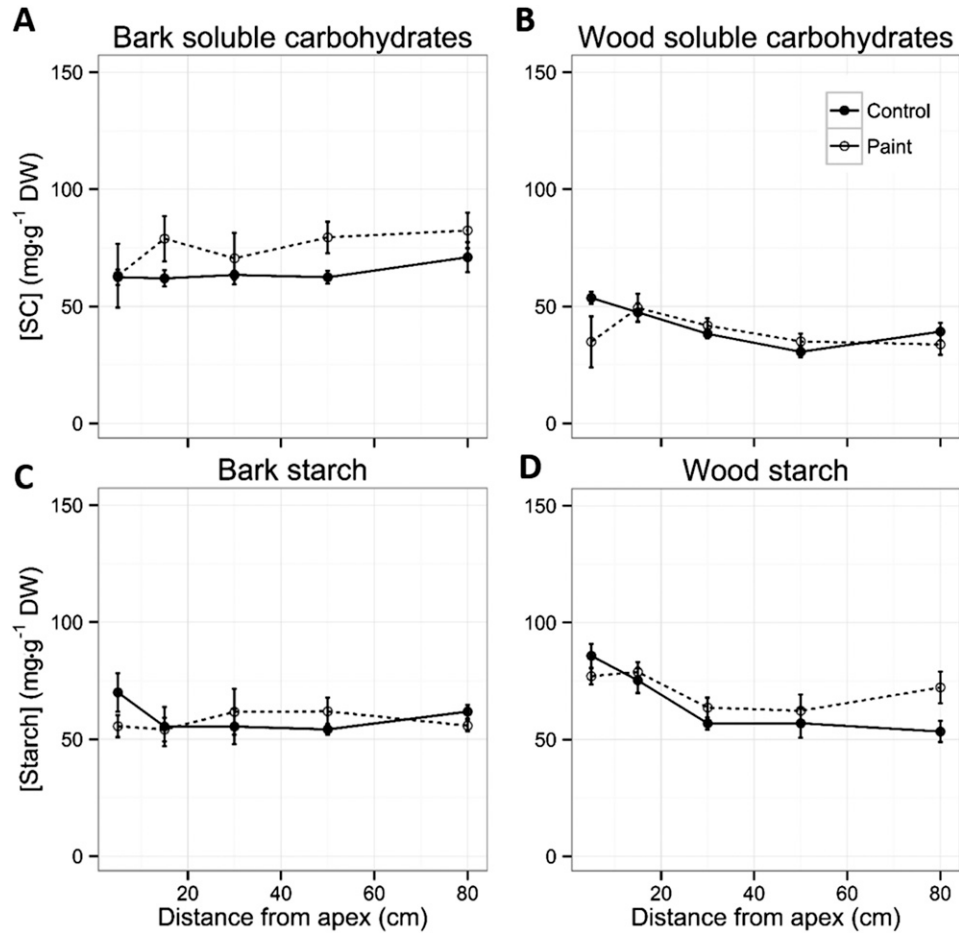 A
Bark soluble carbohydrates
150
100
50
0
[SC] (mg·g⁻¹ DW)
B
Wood soluble carbohydrates
150
100
50
0
Control
Paint
C
Bark starch
150
100
50
0
[Starch] (mg·g⁻¹ DW)
20 40 60 80
Distance from apex (cm)
D
Wood starch
150
100
50
0
20 40 60 80
Distance from apex (cm)